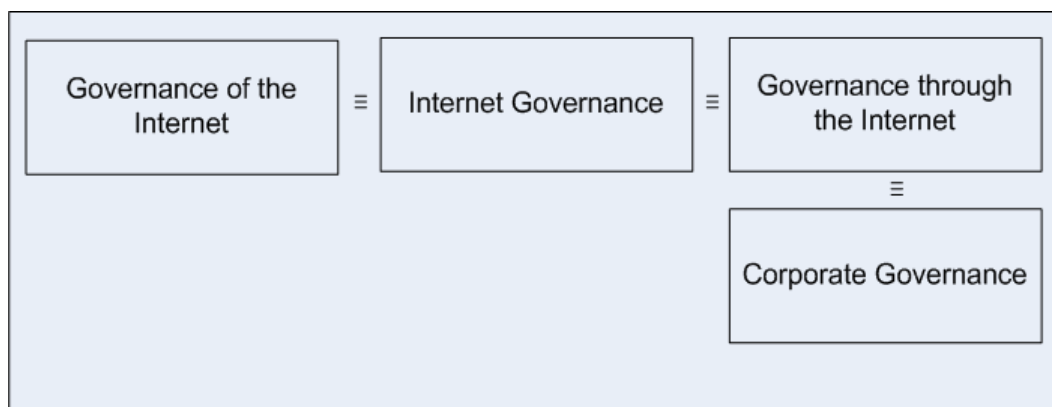 Governance of the
Internet
≡
Internet Governance
≡
Governance through
the Internet
≡
Corporate Governance